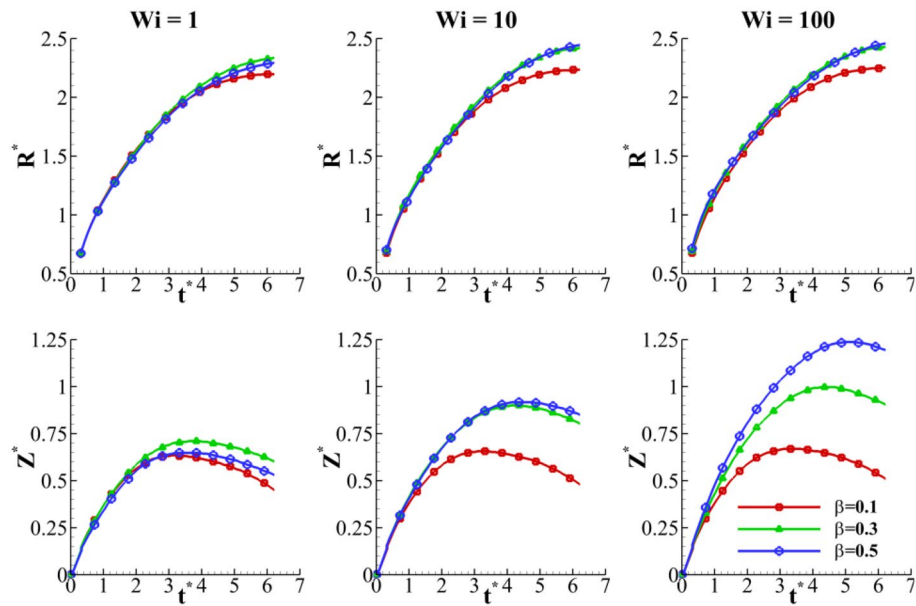 Wi = 1 Wi = 10 Wi = 100
2.5 2.5 2.5
2 2 2
R* R* R*
1.5 1.5 1.5
1 1 1
0.5 0.5 0.5
0 1 2 3 4 5 6 7 0 1 2 3 4 5 6 7 0 1 2 3 4 5 6 7
t* t* t*
1.25 1.25 1.25
1 1 1
0.75 0.75 0.75
Z* Z* Z*
0.5 0.5 0.5
β=0.1
0.25 0.25 0.25 β=0.3
β=0.5
0 0 0
0 1 2 3 4 5 6 7 0 1 2 3 4 5 6 7 0 1 2 3 4 5 6 7
t* t* t*